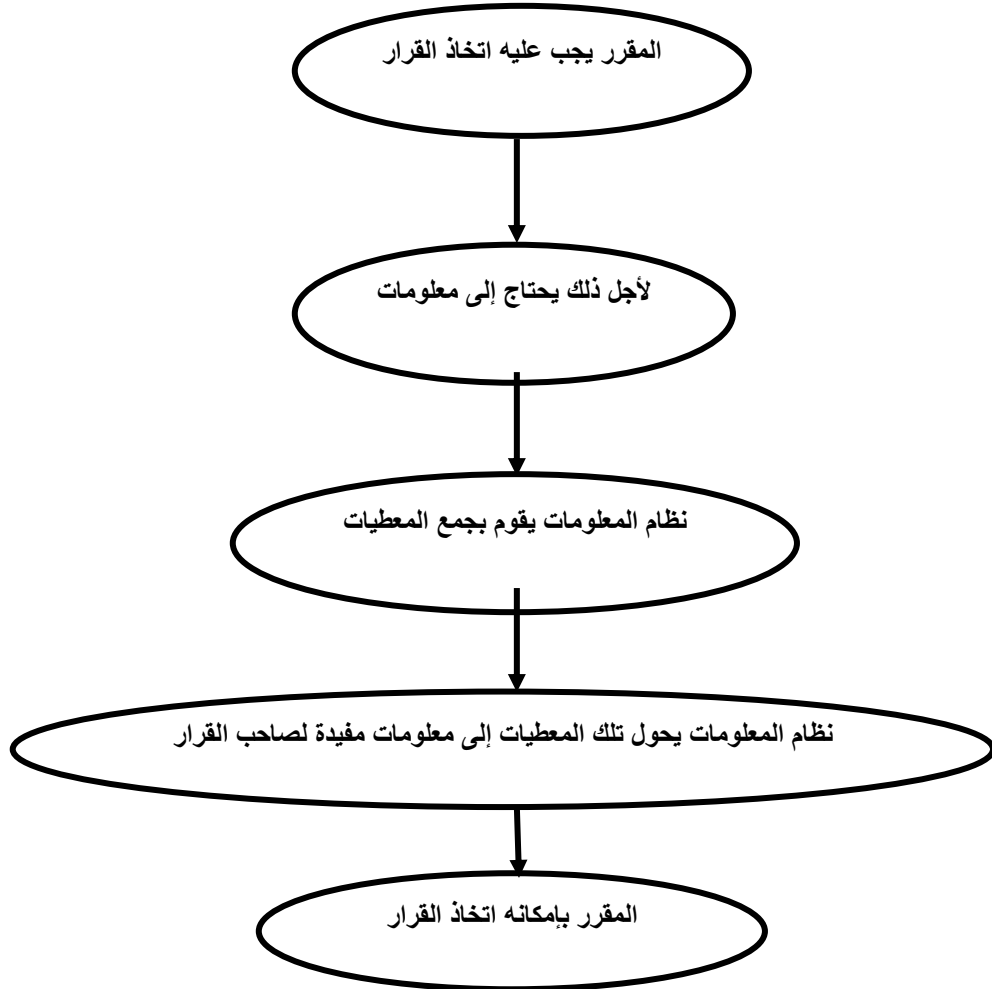 المقرر يجب عليه اتخاذ القرار
لأجل ذلك يحتاج إلى معلومات
نظام المعلومات يقوم بجمع المعطيات
نظام المعلومات يحول تلك المعطيات إلى معلومات مفيدة لصاحب القرار
المقرر بإمكانه اتخاذ القرار